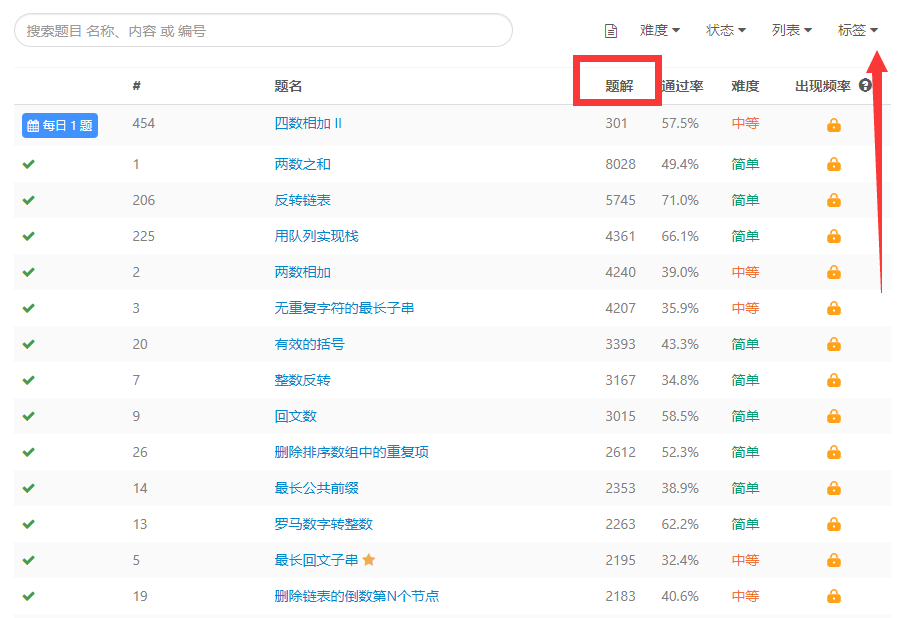 搜索题目 名称、内容 或 编号 难度 状态 列表 标签
# 题名 题解 通过率 难度 出现频率 ?
每日 1 题 454 四数相加 II 301 57.5% 中等
1 两数之和 8028 49.4% 简单
206 反转链表 5745 71.0% 简单
225 用队列实现栈 4361 66.1% 简单
2 两数相加 4240 39.0% 中等
3 无重复字符的最长子串 4207 35.9% 中等
20 有效的括号 3393 43.3% 简单
7 整数反转 3167 34.8% 简单
9 回文数 3015 58.5% 简单
26 删除排序数组中的重复项 2612 52.3% 简单
14 最长公共前缀 2353 38.9% 简单
13 罗马数字转整数 2263 62.2% 简单
5 最长回文子串 2195 32.4% 中等
19 删除链表的倒数第N个节点 2183 40.6% 中等